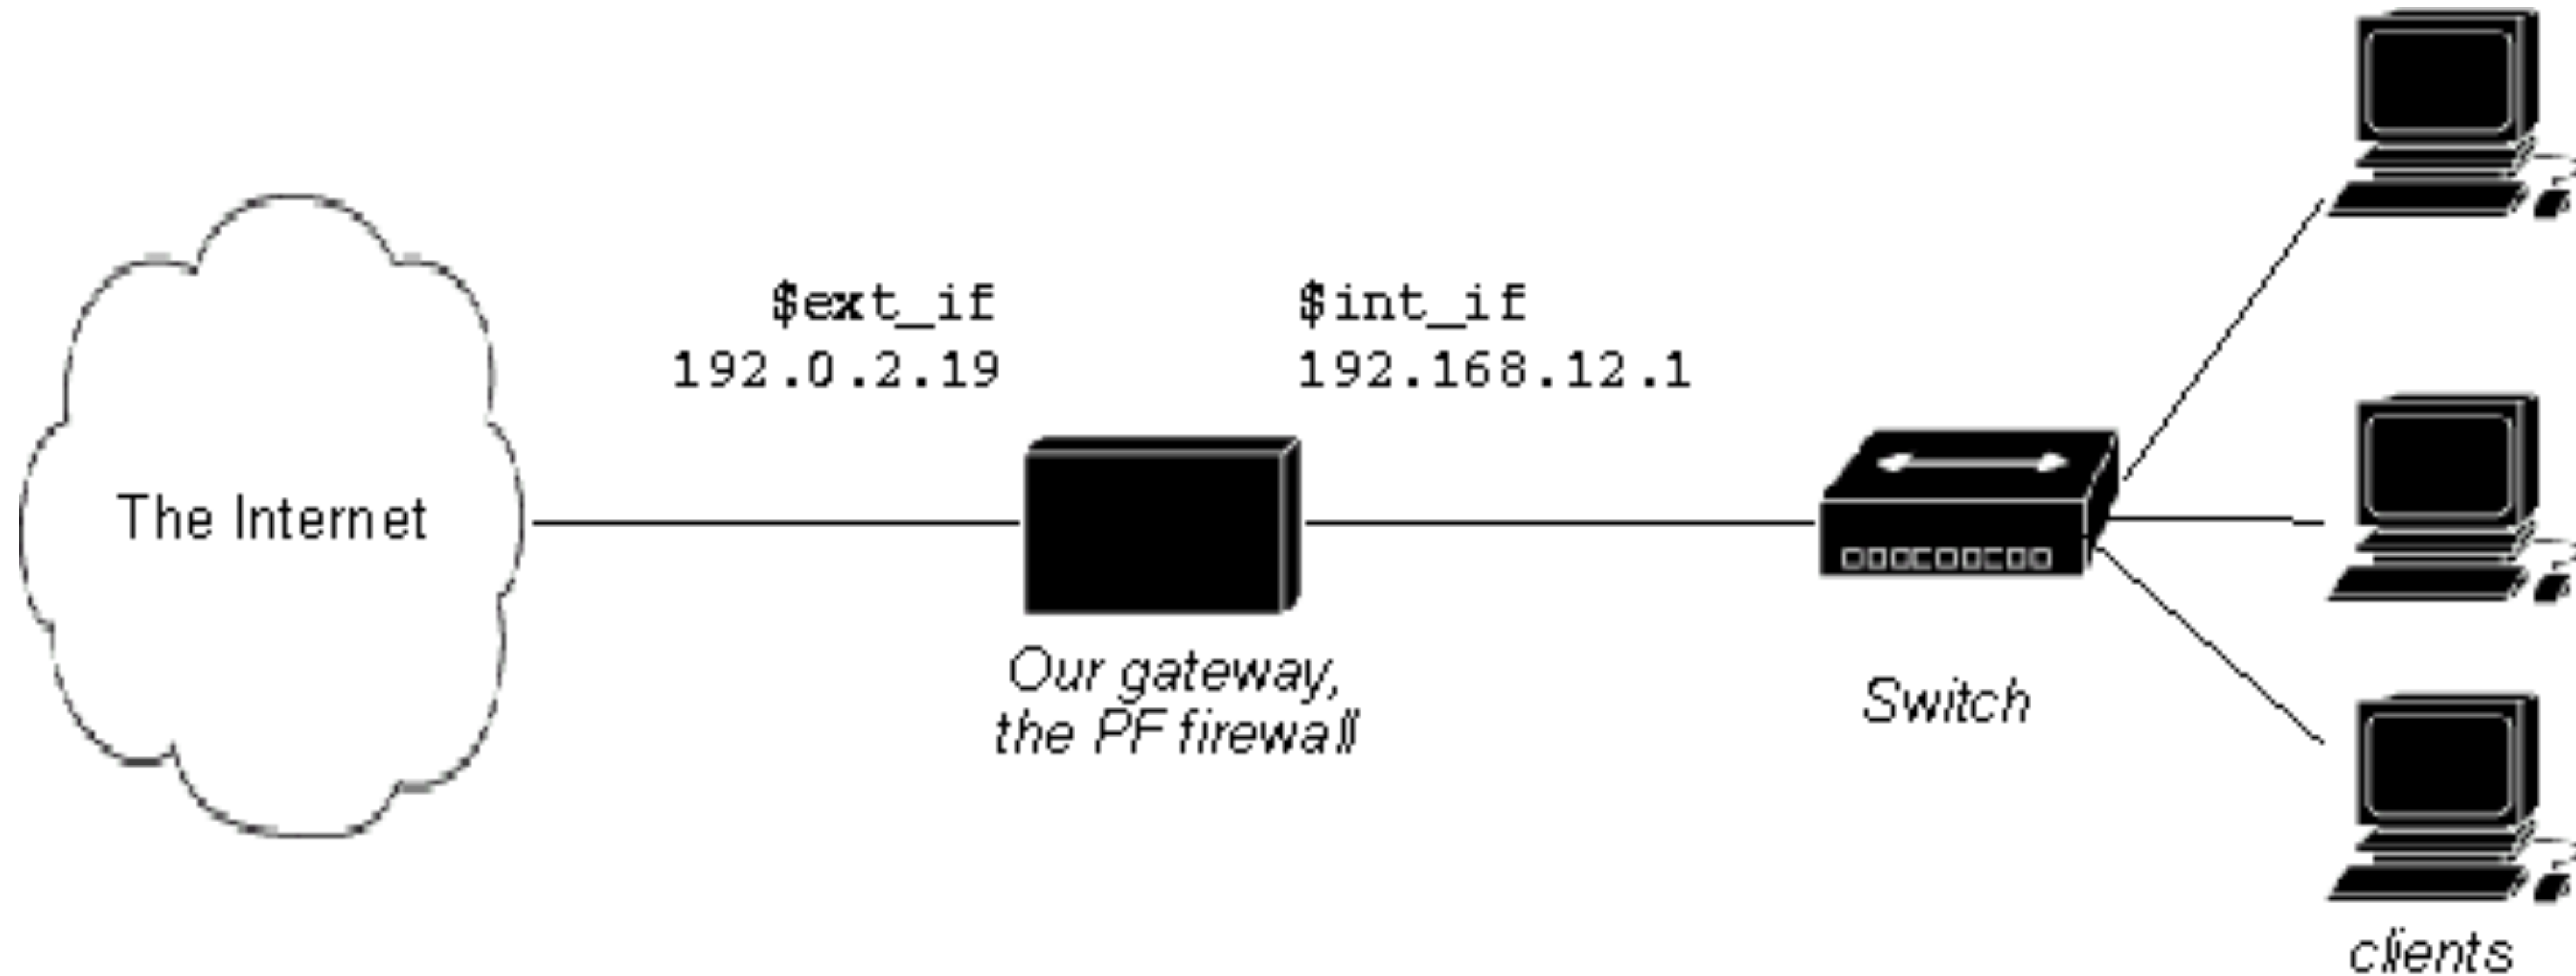 $ext_if
192.0.2.19
$int_if
192.168.12.1
The Internet
Our gateway,
the PF firewall
Switch
clients